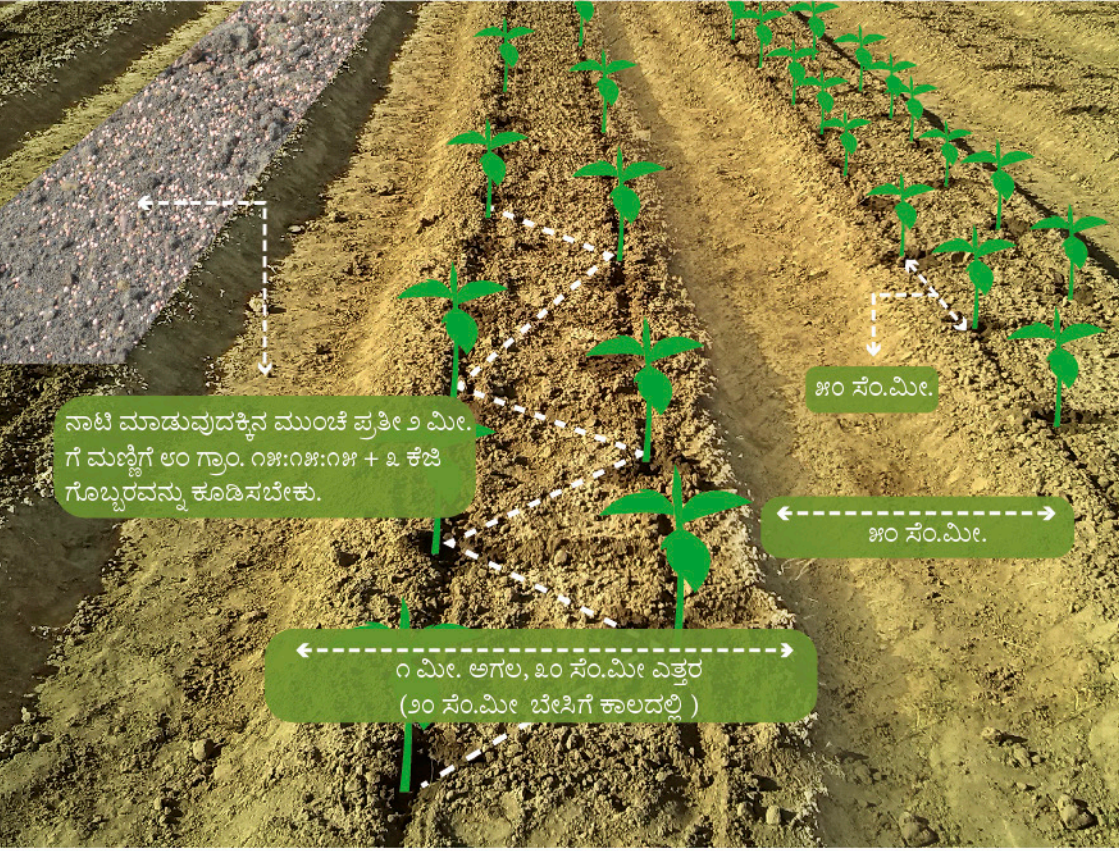 ೫೦ ಸೆಂ.ಮೀ.
ನಾಟಿ ಮಾಡುವುದಕ್ಕಿನ ಮುಂಚೆ ಪ್ರತೀ ೨ ಮೀ.
ಗೆ ಮಣ್ಣಿಗೆ ೮೦ ಗ್ರಾಂ. ೧೫:೧೫:೧೫ + ೩ ಕೆಜಿ
ಗೊಬ್ಬರವನ್ನು ಕೂಡಿಸಬೇಕು.
೫೦ ಸೆಂ.ಮೀ.
೧ ಮೀ. ಅಗಲ, ೩೦ ಸೆಂ.ಮೀ ಎತ್ತರ
(೨೦ ಸೆಂ.ಮೀ ಬೇಸಿಗೆ ಕಾಲದಲ್ಲಿ )